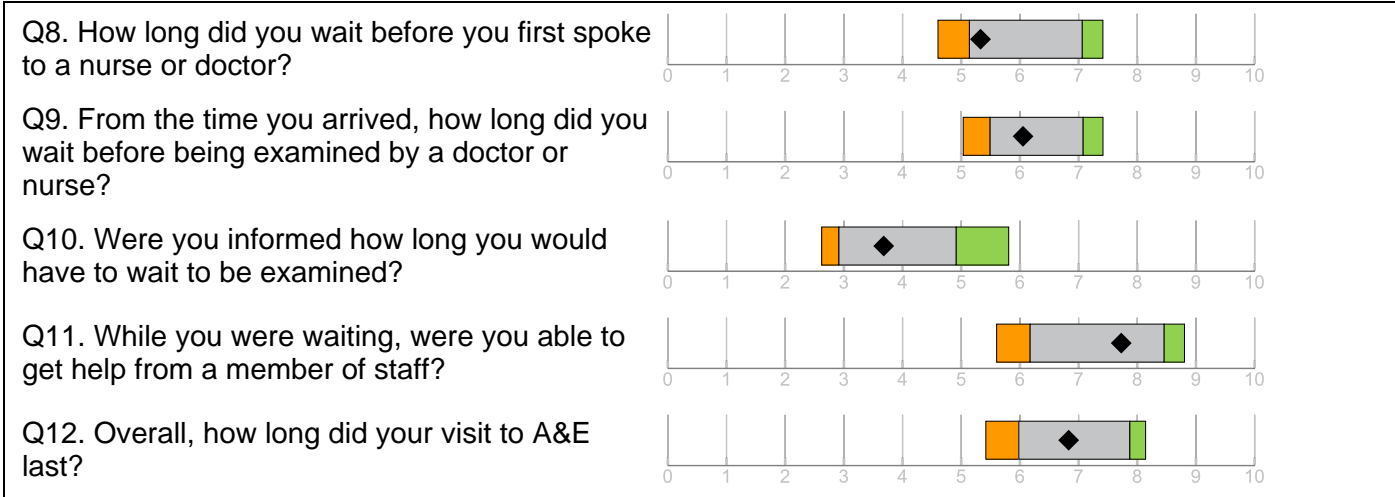 Q8. How long did you wait before you first spoke
to a nurse or doctor?
0 1 2 3 4 5 6 7 8 9 10
Q9. From the time you arrived, how long did you
wait before being examined by a doctor or
nurse?
0 1 2 3 4 5 6 7 8 9 10
Q10. Were you informed how long you would
have to wait to be examined?
0 1 2 3 4 5 6 7 8 9 10
Q11. While you were waiting, were you able to
get help from a member of staff?
0 1 2 3 4 5 6 7 8 9 10
Q12. Overall, how long did your visit to A&E
last?
0 1 2 3 4 5 6 7 8 9 10